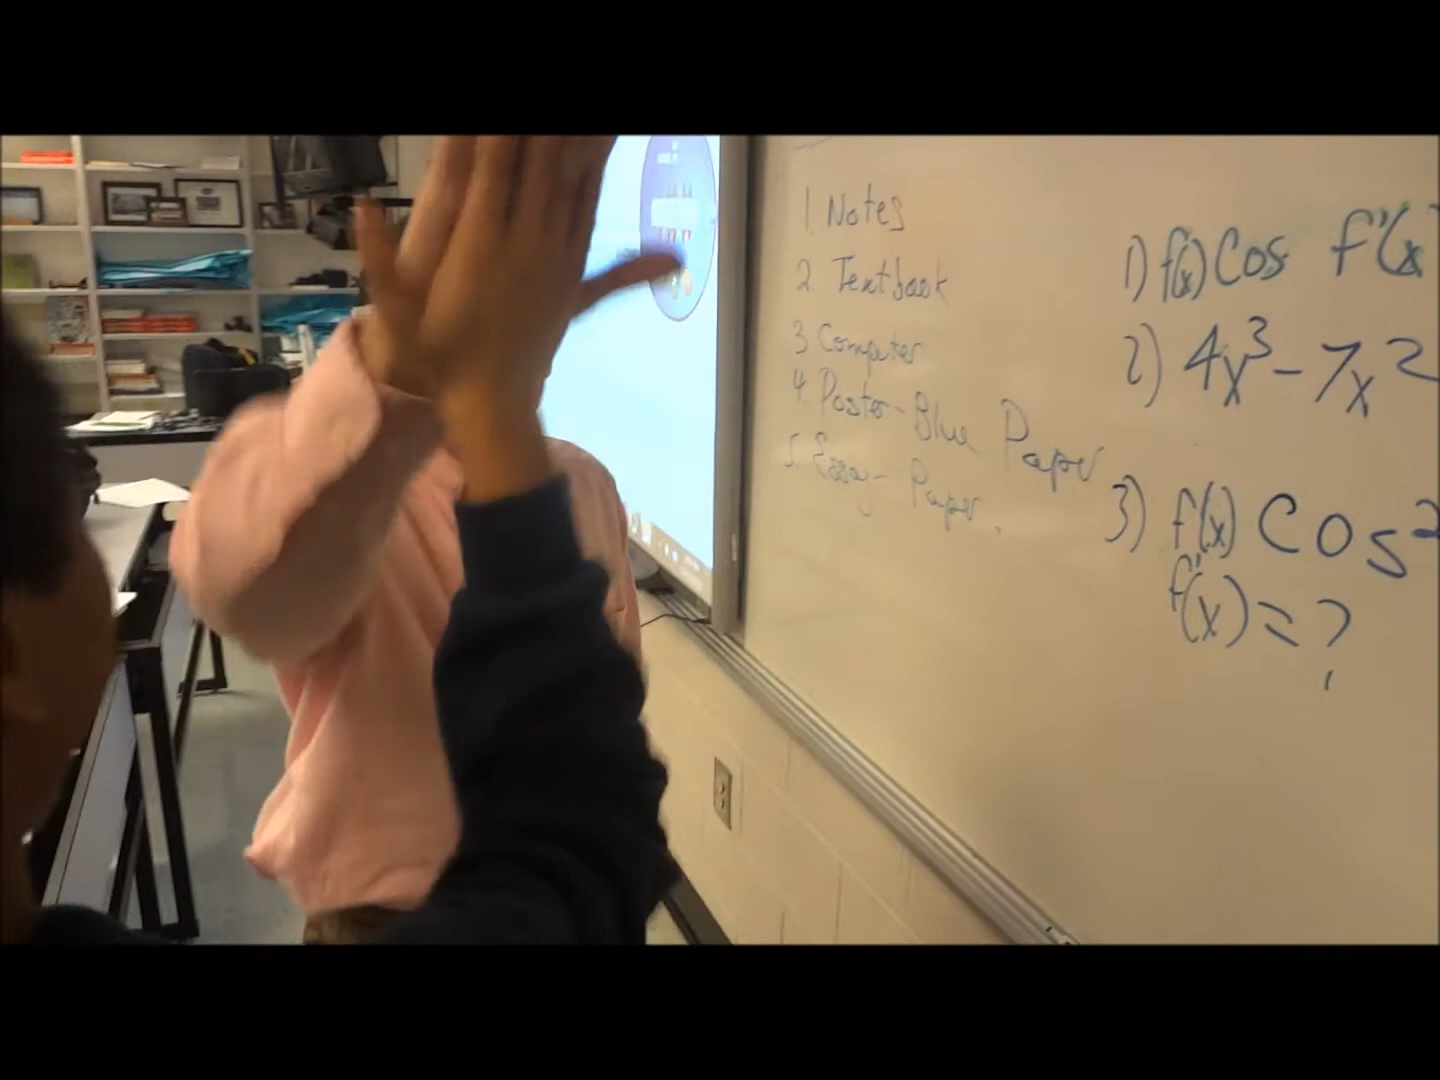 1. Notes
2. Textbook
3 Computer
4. Poster - Blue Paper
5. Essay - Paper.
1) f(x) Cos f'(x
2) 4x³ - 7x²
3) f(x) Cos²
f'(x) = ?